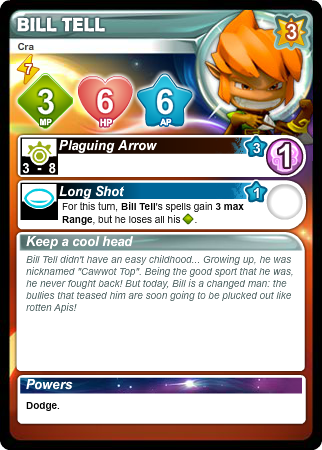 BILL TELL
3
Cra
7
3
MP
6
HP
6
AP
Plaguing Arrow
3
1
3 - 8
Long Shot
1
For this turn, Bill Tell's spells gain 3 max
Range, but he loses all his .
Keep a cool head
Bill Tell didn't have an easy childhood... Growing up, he was
nicknamed "Cawwot Top". Being the good sport that he was,
he never fought back! But today, Bill is a changed man: the
bullies that teased him are soon going to be plucked out like
rotten Apis!
Powers
Dodge.